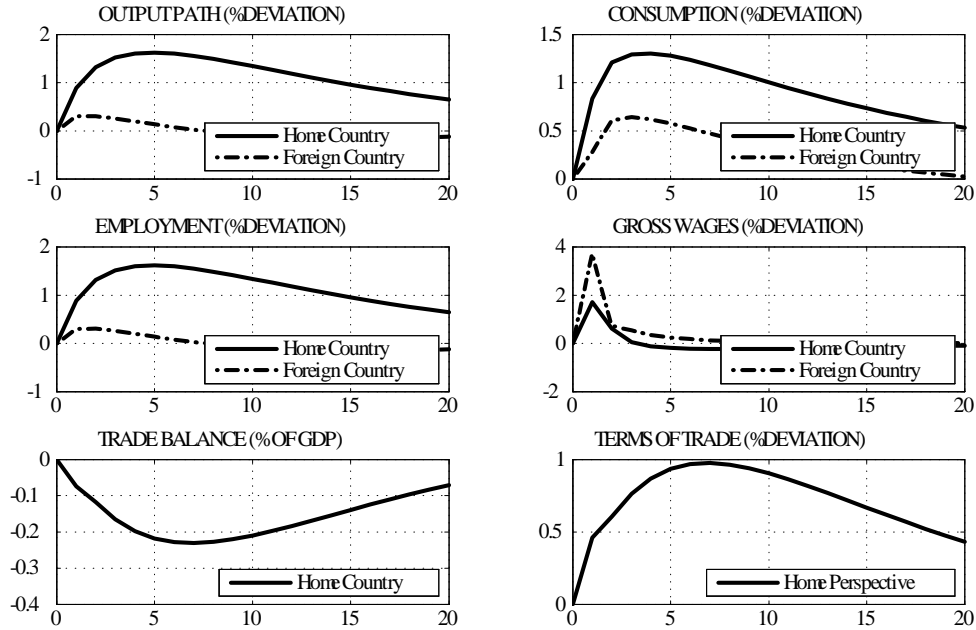 OUTPUT PATH (%DEVIATION)
2
1
0
-1
0 5 10 15 20
Home Country
Foreign Country
CONSUMPTION (%DEVIATION)
1.5
1
0.5
0
0 5 10 15 20
Home Country
Foreign Country
EMPLOYMENT (%DEVIATION)
2
1
0
-1
0 5 10 15 20
Home Country
Foreign Country
GROSS WAGES (%DEVIATION)
4
2
0
-2
0 5 10 15 20
Home Country
Foreign Country
TRADE BALANCE (% OF GDP)
0
-0.1
-0.2
-0.3
-0.4
0 5 10 15 20
Home Country
TERMS OF TRADE (%DEVIATION)
1
0.5
0
0 5 10 15 20
Home Perspective